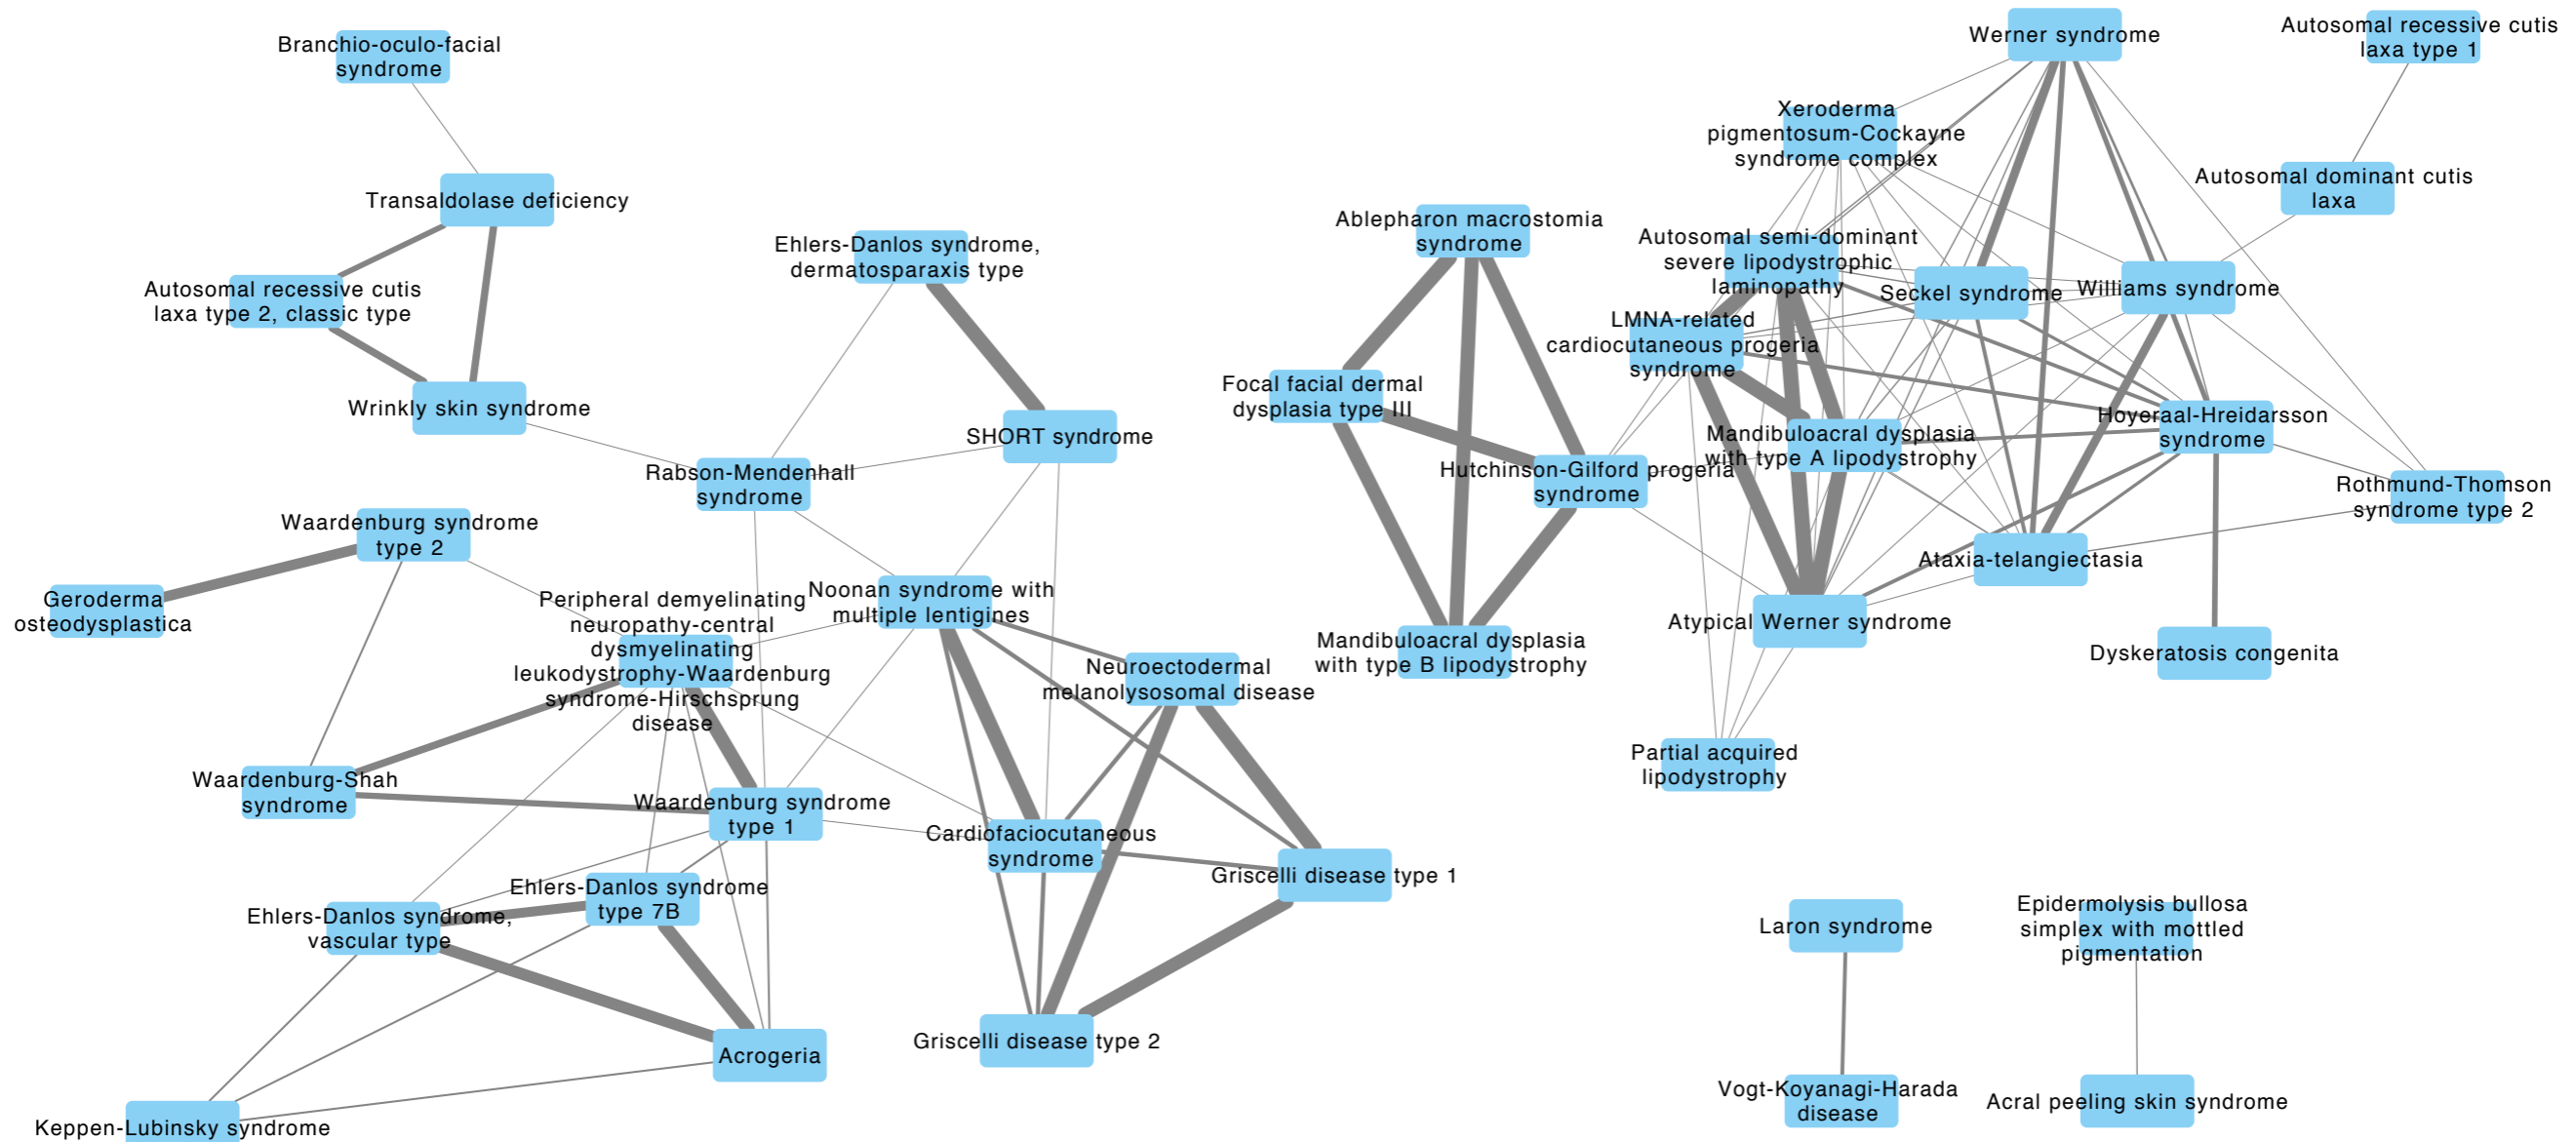 Branchio-oculo-facial
syndrome
Transaldolase deficiency
Autosomal recessive cutis
laxa type 2, classic type
Wrinkly skin syndrome
Ehlers-Danlos syndrome,
dermatosparaxis type
SHORT syndrome
Rabson-Mendenhall
syndrome
Waardenburg syndrome
type 2
Geroderma
osteodysplastica
Peripheral demyelinating
neuropathy-central
dysmyelinating
leukodystrophy-Waardenburg
syndrome-Hirschsprung
disease
Noonan syndrome with
multiple lentigines
Neuroectodermal
melanolysosomal disease
Waardenburg-Shah
syndrome
Waardenburg syndrome
type 1
Cardiofaciocutaneous
syndrome
Griscelli disease type 1
Ehlers-Danlos syndrome
type 7B
Ehlers-Danlos syndrome,
vascular type
Griscelli disease type 2
Acrogeria
Keppen-Lubinsky syndrome
Werner syndrome
Autosomal recessive cutis
laxa type 1
Xeroderma
pigmentosum-Cockayne
syndrome complex
Autosomal dominant cutis
laxa
Ablepharon macrostomia
syndrome
Autosomal semi-dominant
severe lipodystrophic
laminopathy
Seckel syndrome
Williams syndrome
LMNA-related
cardiocutaneous progeria
syndrome
Focal facial dermal
dysplasia type III
Hoyeraal-Hreidarsson
syndrome
Mandibuloacral dysplasia
with type A lipodystrophy
Hutchinson-Gilford progeria
syndrome
Rothmund-Thomson
syndrome type 2
Ataxia-telangiectasia
Atypical Werner syndrome
Mandibuloacral dysplasia
with type B lipodystrophy
Dyskeratosis congenita
Partial acquired
lipodystrophy
Laron syndrome
Epidermolysis bullosa
simplex with mottled
pigmentation
Vogt-Koyanagi-Harada
disease
Acral peeling skin syndrome